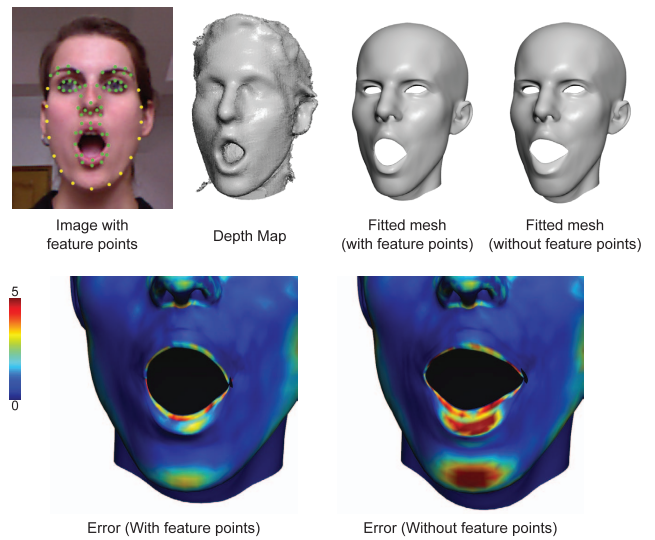 Image with
feature points
Depth Map
Fitted mesh
(with feature points)
Fitted mesh
(without feature points)
5
0
Error (With feature points)
Error (Without feature points)